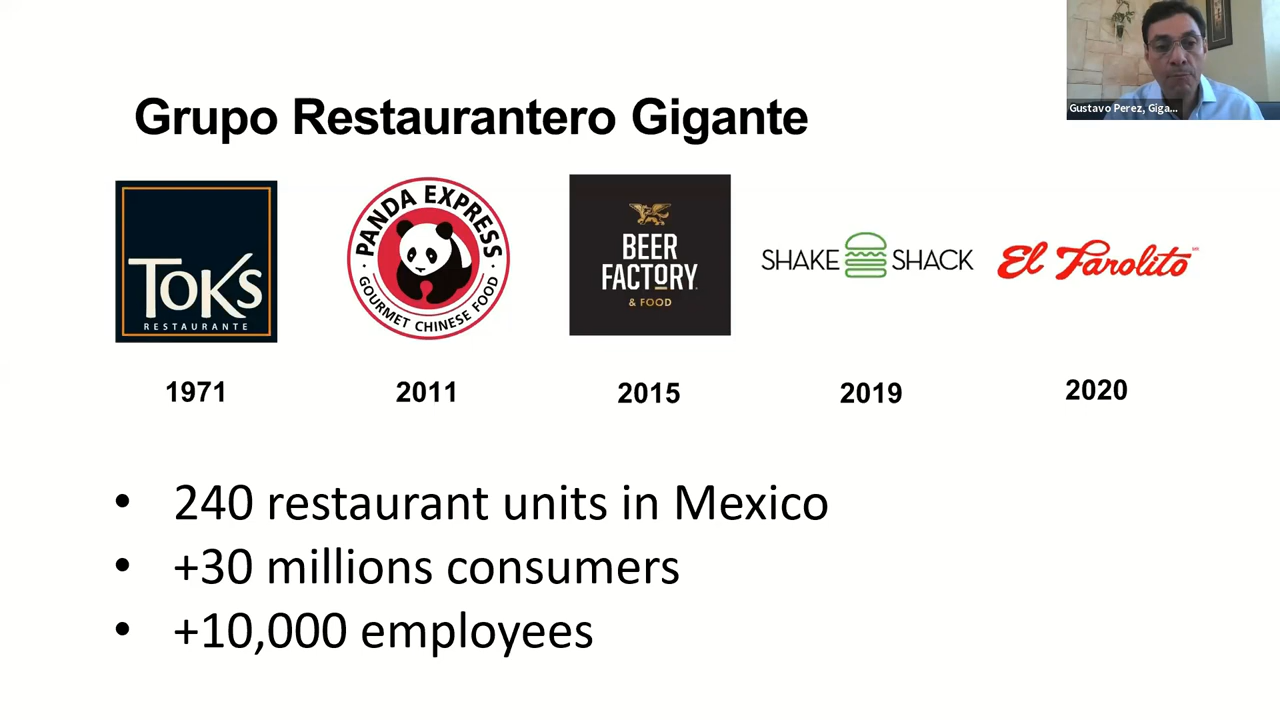 Gustavo Perez, Giga...
Grupo Restaurantero Gigante
TOKS
RESTAURANTE
PANDA EXPRESS
GOURMET CHINESE FOOD
BEER
FACTORY
& FOOD
SHAKE SHACK
El Farolito
1971
2011
2015
2019
2020
• 240 restaurant units in Mexico
• +30 millions consumers
• +10,000 employees